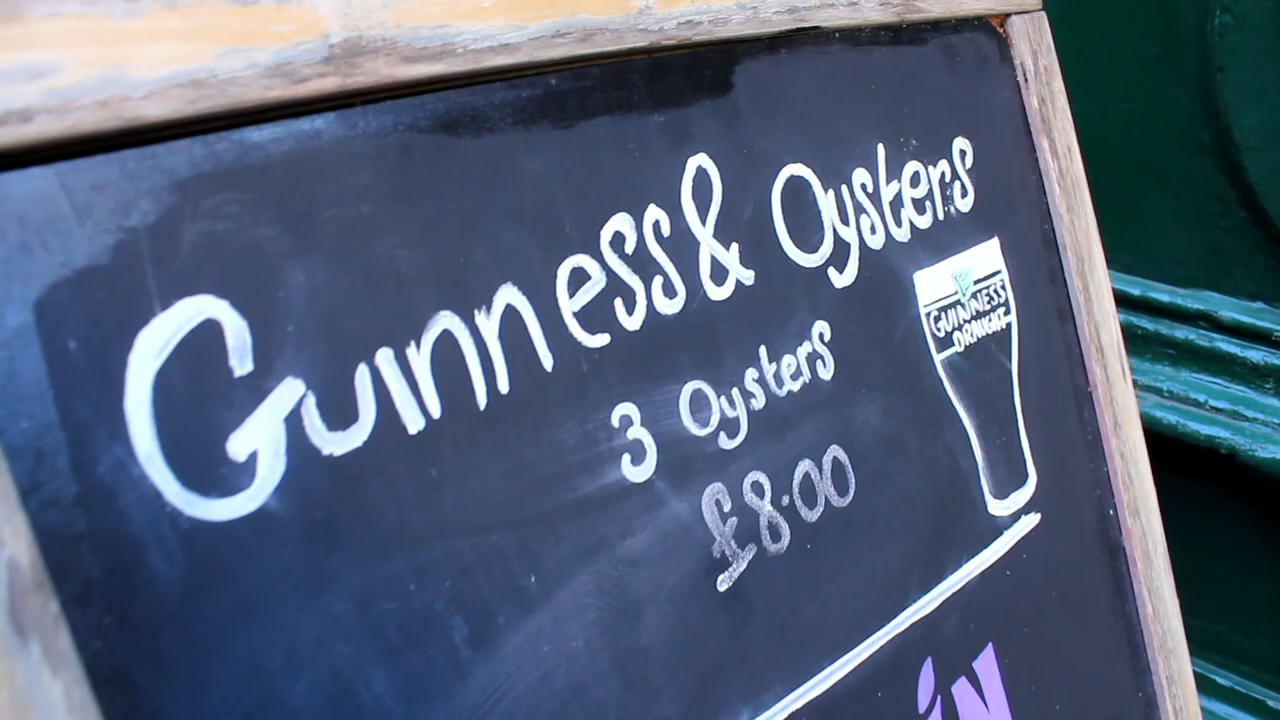 Guinness & Oysters
GUINNESS
DRAUGHT
3 Oysters
£8.00